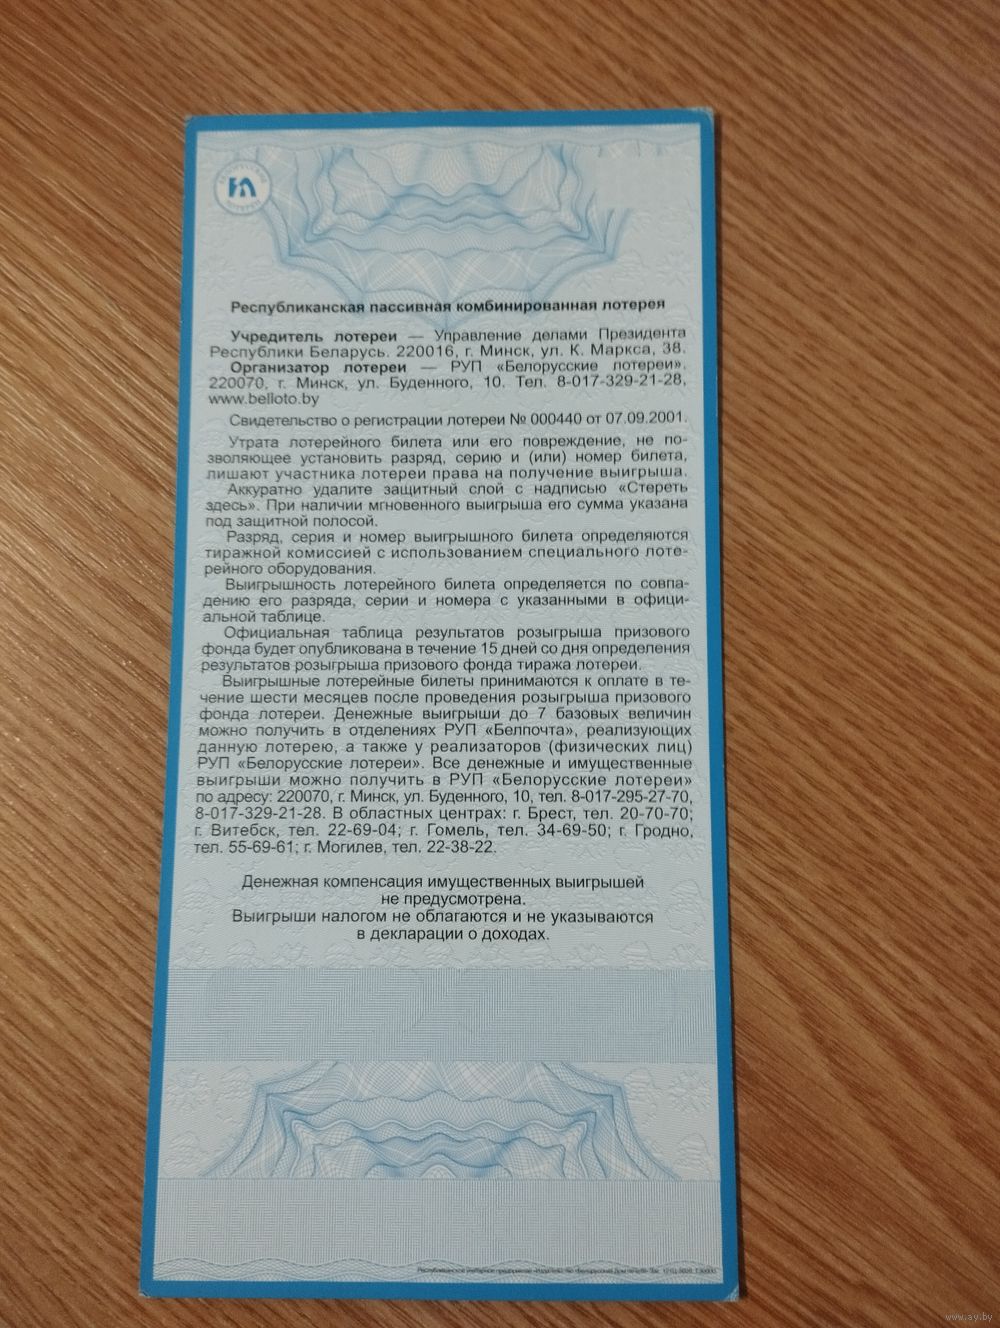 Республиканская пассивная комбинированная лотерея
Учредитель лотереи — Управление делами Президента
Республики Беларусь. 220016, г. Минск, ул. К. Маркса, 38.
Организатор лотереи — РУП «Белорусские лотереи».
220070, г. Минск, ул. Буденного, 10. Тел. 8-017-329-21-28,
www.belloto.by
Свидетельство о регистрации лотереи № 000440 от 07.09.2001.
Утрата лотерейного билета или его повреждение, не по-
зволяющее установить разряд, серию и (или) номер билета,
лишают участника лотереи права на получение выигрыша.
Аккуратно удалите защитный слой с надписью «Стереть
здесь». При наличии мгновенного выигрыша его сумма указана
под защитной полосой.
Разряд, серия и номер выигрышного билета определяются
тиражной комиссией с использованием специального лоте-
рейного оборудования.
Выигрышность лотерейного билета определяется по совпа-
дению его разряда, серии и номера с указанными в офици-
альной таблице.
Официальная таблица результатов розыгрыша призового
фонда будет опубликована в течение 15 дней со дня определения
результатов розыгрыша призового фонда тиража лотереи.
Выигрышные лотерейные билеты принимаются к оплате в те-
чение шести месяцев после проведения розыгрыша призового
фонда лотереи. Денежные выигрыши до 7 базовых величин
можно получить в отделениях РУП «Белпочта», реализующих
данную лотерею, а также у реализаторов (физических лиц)
РУП «Белорусские лотереи». Все денежные и имущественные
выигрыши можно получить в РУП «Белорусские лотереи»
по адресу: 220070, г. Минск, ул. Буденного, 10, тел. 8-017-295-27-70,
8-017-329-21-28. В областных центрах: г. Брест, тел. 20-70-70;
г. Витебск, тел. 22-69-04; г. Гомель, тел. 34-69-50; г. Гродно,
тел. 55-69-61; г. Могилев, тел. 22-38-22.
Денежная компенсация имущественных выигрышей
не предусмотрена.
Выигрыши налогом не облагаются и не указываются
в декларации о доходах.
www.ay.by